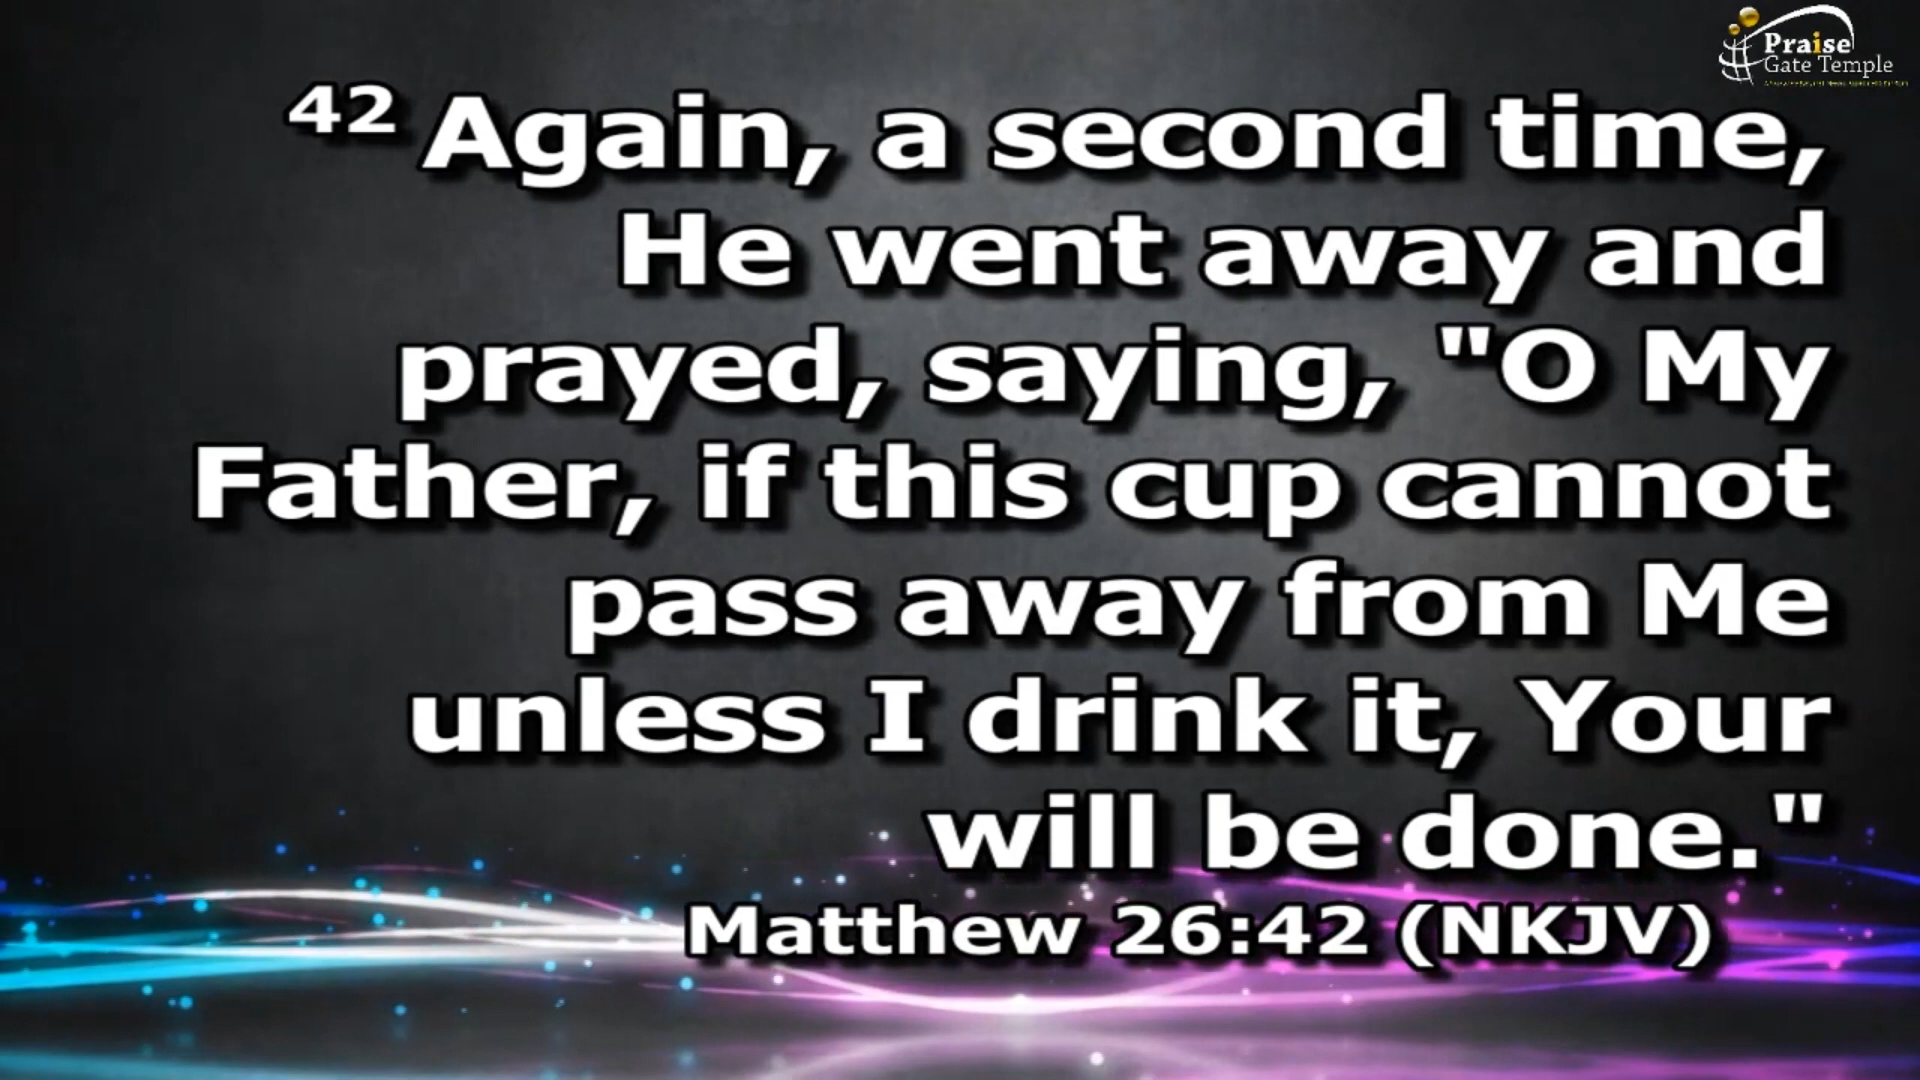 Praise
Gate Temple
42 Again, a second time,
He went away and
prayed, saying, "O My
Father, if this cup cannot
pass away from Me
unless I drink it, Your
will be done."
Matthew 26:42 (NKJV)